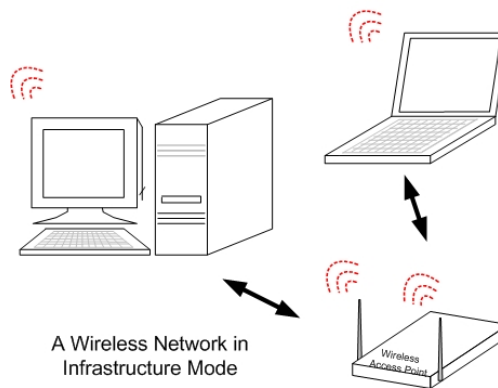 Wireless
Access Point
A Wireless Network in
Infrastructure Mode